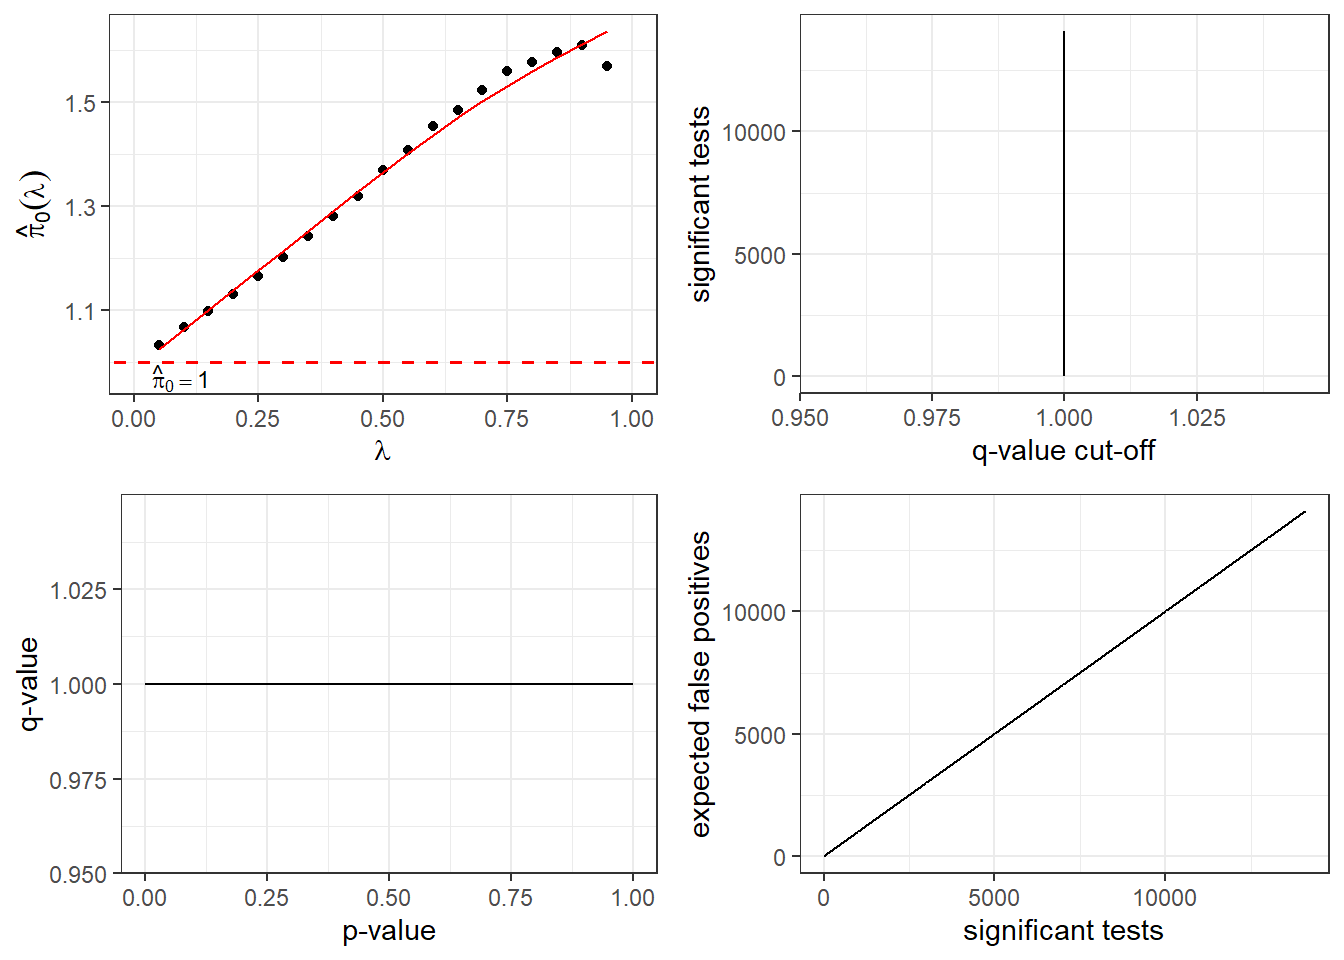 1.5
1.3
1.1
π̂₀(λ)
π̂₀ = 1
0.00 0.25 0.50 0.75 1.00
λ
10000
5000
0
significant tests
0.950 0.975 1.000 1.025
q-value cut-off
1.025
1.000
0.975
0.950
q-value
0.00 0.25 0.50 0.75 1.00
p-value
10000
5000
0
expected false positives
0 5000 10000
significant tests